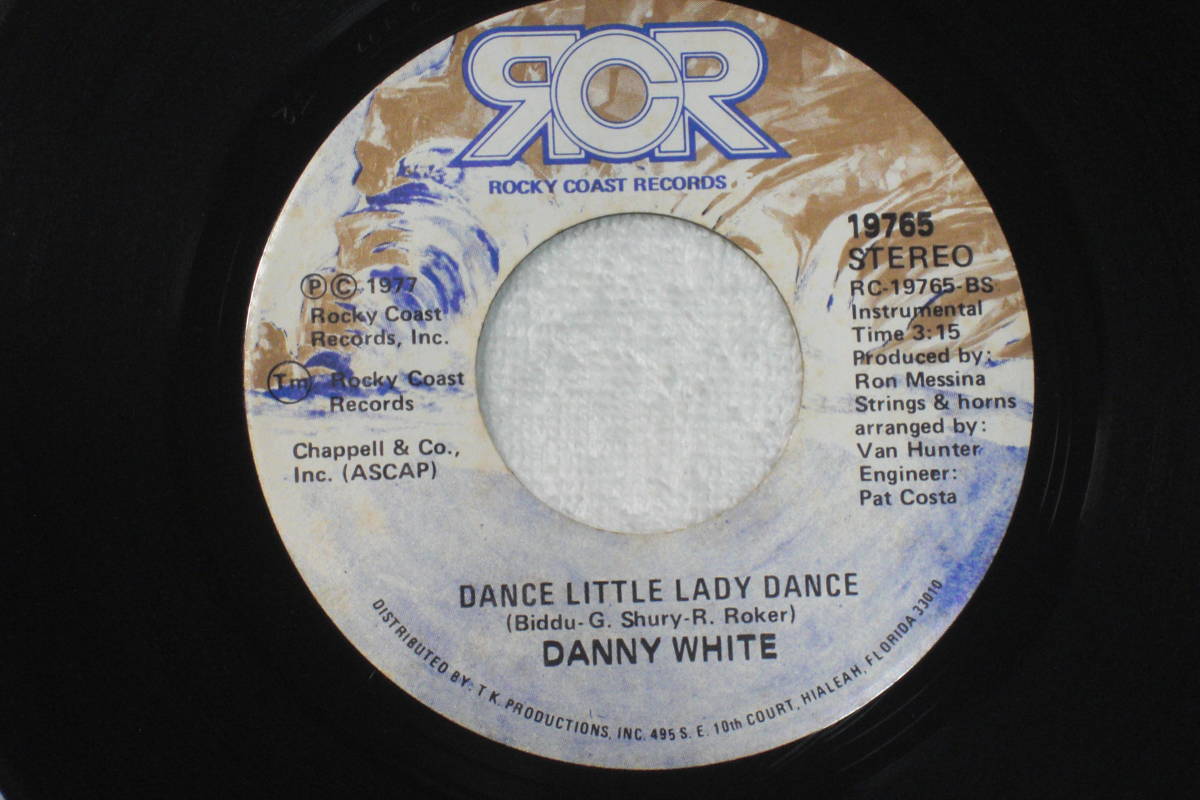 RCR
ROCKY COAST RECORDS
19765
STEREO
RC-19765-BS
Instrumental
Time 3:15
Produced by:
Ron Messina
Strings & horns
arranged by:
Van Hunter
Engineer:
Pat Costa
Ⓟ© 1977
Rocky Coast
Records, Inc.
Tm Rocky Coast
Records
Chappell & Co.,
Inc. (ASCAP)
DANCE LITTLE LADY DANCE
(Biddu-G. Shury-R. Roker)
DANNY WHITE
DISTRIBUTED BY: T.K. PRODUCTIONS, INC. 495 S. E. 10th COURT, HIALEAH, FLORIDA 33010